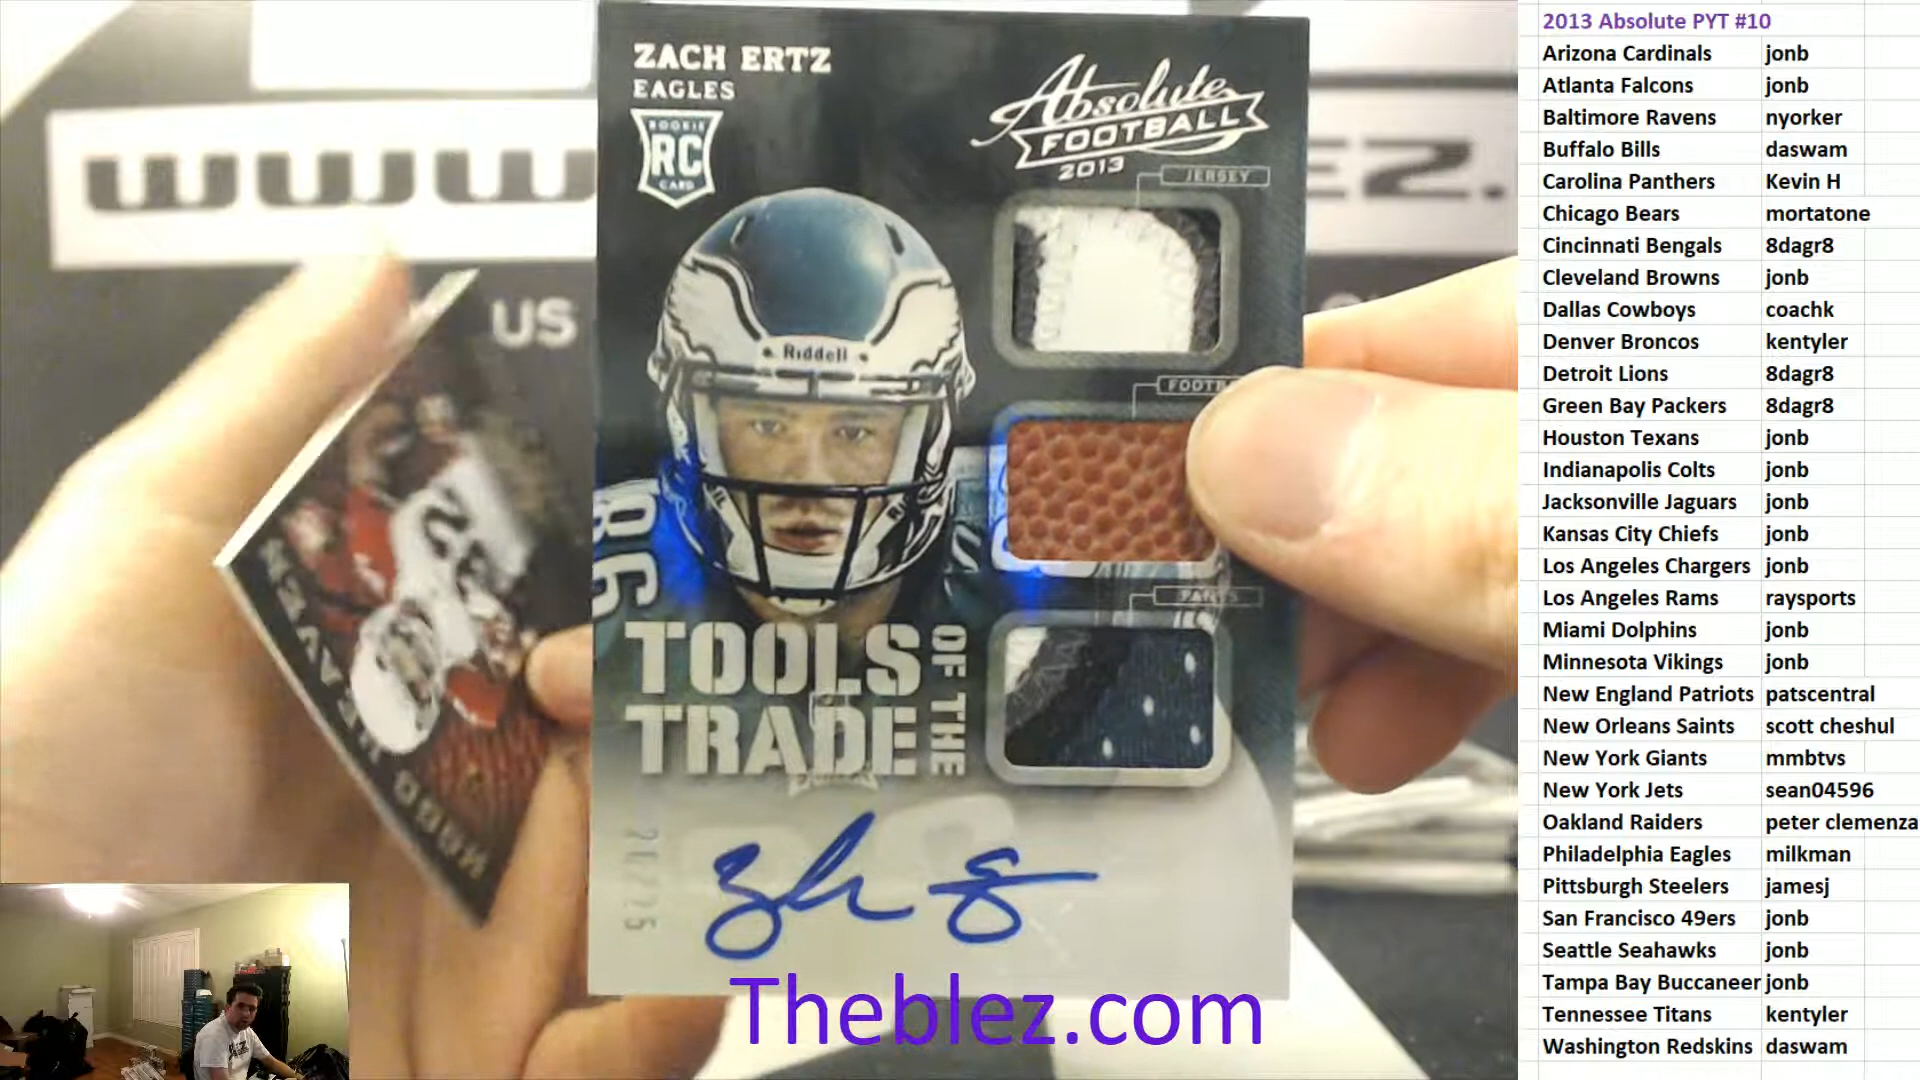 ZACH ERTZ
EAGLES
ROOKIE
RC
CARD
Absolute
FOOTBALL
2013
JERSEY
Riddell
86
PANTS
TOOLS
OF THE
TRADE
WWW
EZ.
US
Theblez.com
2013 Absolute PYT #10
Arizona Cardinals jonb
Atlanta Falcons jonb
Baltimore Ravens nyorker
Buffalo Bills daswam
Carolina Panthers Kevin H
Chicago Bears mortatone
Cincinnati Bengals 8dagr8
Cleveland Browns jonb
Dallas Cowboys coachk
Denver Broncos kentyler
Detroit Lions 8dagr8
Green Bay Packers 8dagr8
Houston Texans jonb
Indianapolis Colts jonb
Jacksonville Jaguars jonb
Kansas City Chiefs jonb
Los Angeles Chargers jonb
Los Angeles Rams raysports
Miami Dolphins jonb
Minnesota Vikings jonb
New England Patriots patscentral
New Orleans Saints scott cheshul
New York Giants mmbtvs
New York Jets sean04596
Oakland Raiders peter clemenza
Philadelphia Eagles milkman
Pittsburgh Steelers jamesj
San Francisco 49ers jonb
Seattle Seahawks jonb
Tampa Bay Buccaneer jonb
Tennessee Titans kentyler
Washington Redskins daswam